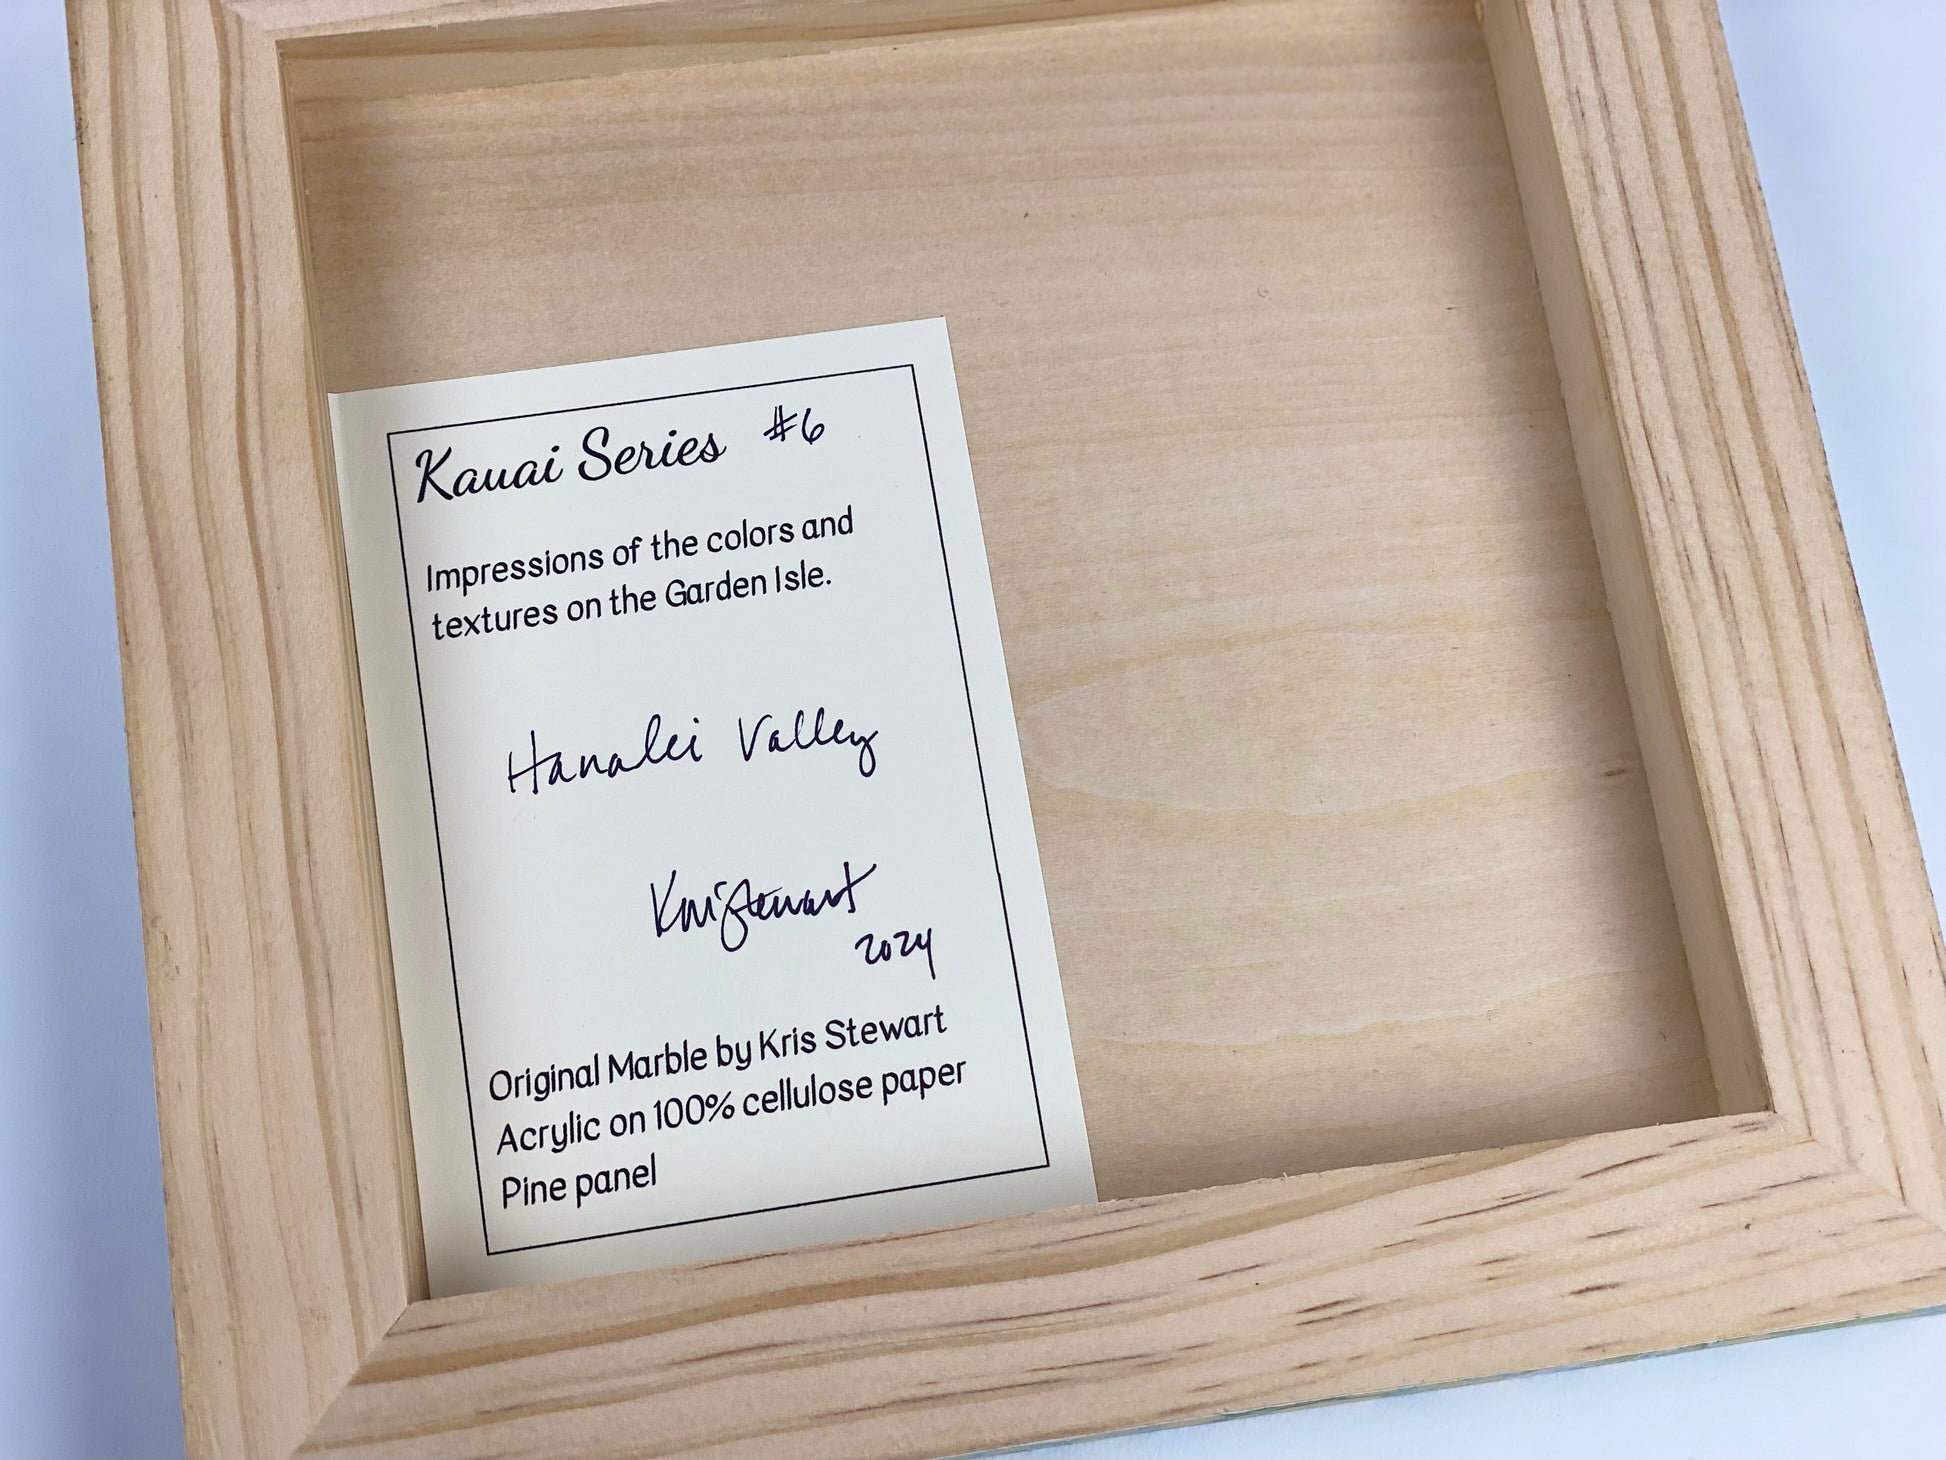 Kauai Series #6
Impressions of the colors and
textures on the Garden Isle.
Hanalei Valley
Kris Stewart
2024
Original Marble by Kris Stewart
Acrylic on 100% cellulose paper
Pine panel